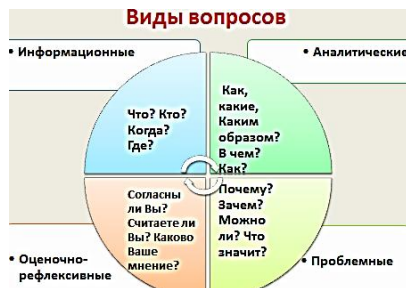 Виды вопросов
• Информационные
• Аналитические
Что? Кто?
Когда?
Где?
Как,
какие,
Каким
образом?
В чем?
Как?
Согласны
ли Вы?
Считаете ли
Вы? Каково
Ваше
мнение?
Почему?
Зачем?
Можно
ли? Что
значит?
• Оценочно-
рефлексивные
• Проблемные